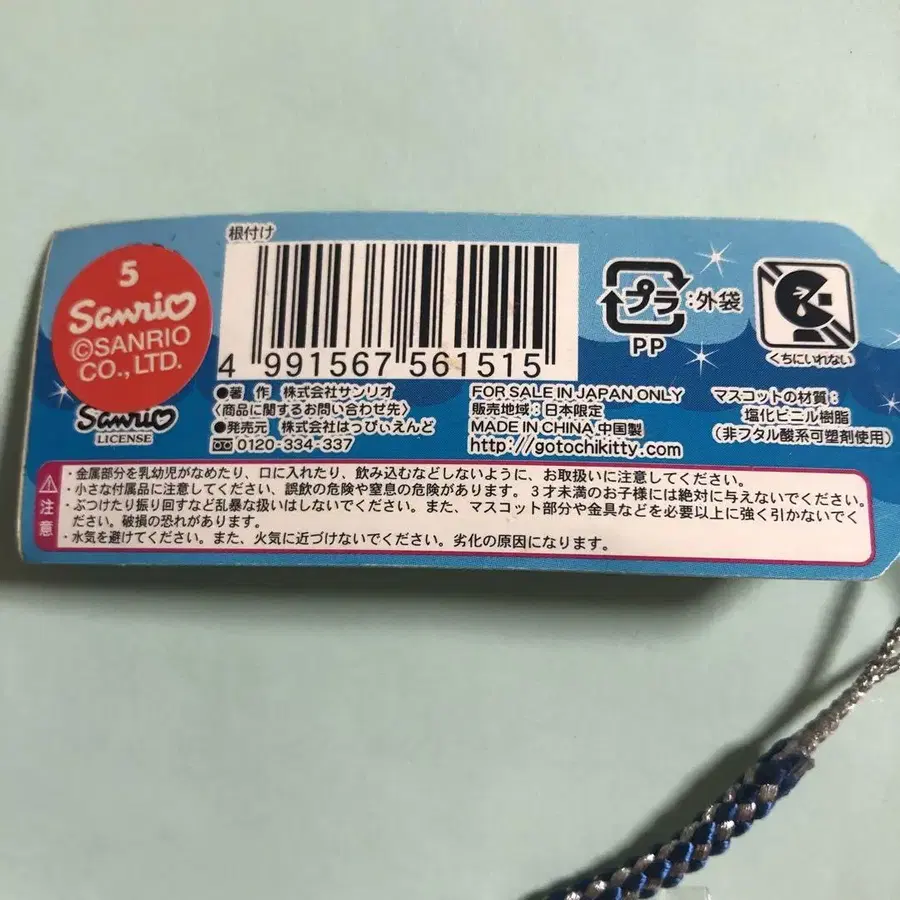 根付け
5
Sanrio
©SANRIO
CO., LTD.
Sanrio
LICENSE
4 991567 561515
プラ:外袋
PP
くちにいれない
●著 作 株式会社サンリオ
〈商品に関するお問い合わせ先〉
●発売元 株式会社はっぴぃえんど
0120-334-337
FOR SALE IN JAPAN ONLY
販売地域:日本限定
MADE IN CHINA 中国製
http://gotochikitty.com
マスコットの材質:
塩化ビニル樹脂
(非フタル酸系可塑剤使用)
注意
・金属部分を乳幼児がなめたり、口に入れたり、飲み込むなどしないように、お取扱いに注意してください。
・小さな付属品に注意してください、誤飲の危険や窒息の危険があります。3才未満のお子様には絶対に与えないでください。
・ぶつけたり振り回すなど乱暴な扱いはしないでください。また、マスコット部分や金具などを必要以上に強く引かないでく
ださい。破損の恐れがあります。
・水気を避けてください。また、火気に近づけないでください。劣化の原因になります。